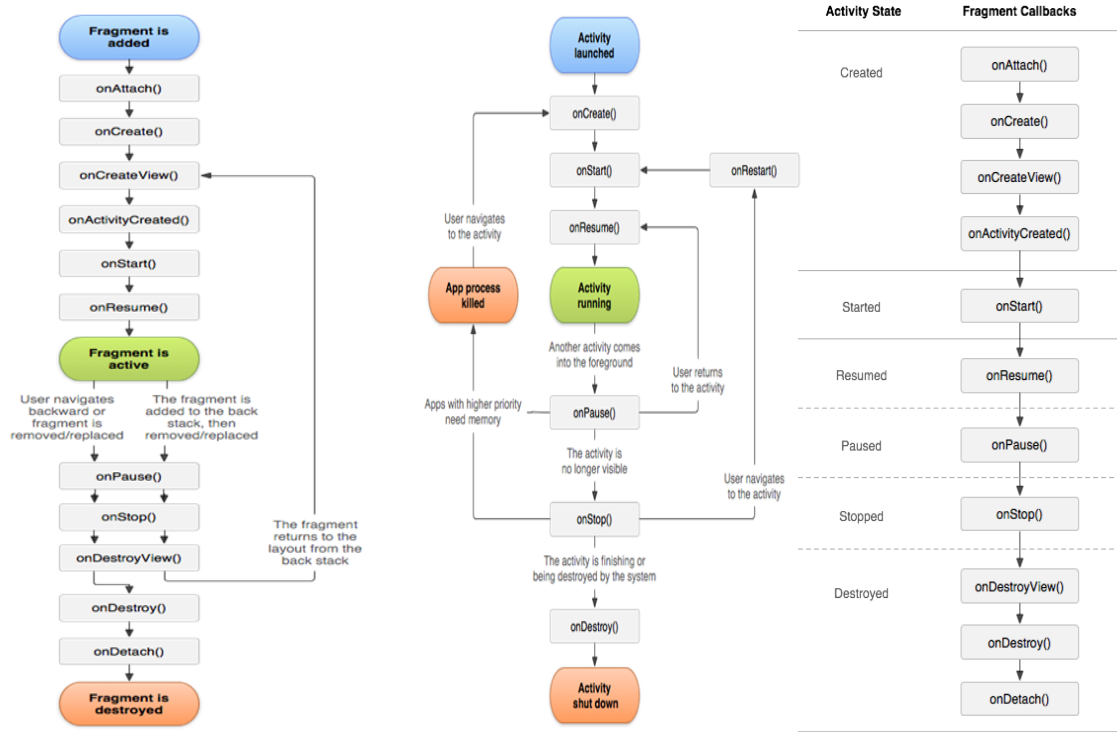 Fragment is
added
onAttach()
onCreate()
onCreateView()
onActivityCreated()
onStart()
onResume()
Fragment is
active
User navigates
backward or
fragment is
removed/replaced
The fragment is
added to the back
stack, then
removed/replaced
onPause()
onStop()
onDestroyView()
The fragment
returns to the
layout from the
back stack
onDestroy()
onDetach()
Fragment is
destroyed
Activity
launched
onCreate()
onStart()
onRestart()
onResume()
User navigates
to the activity
App process
killed
Activity
running
Another activity comes
into the foreground
User returns
to the activity
Apps with higher priority
need memory
onPause()
The activity is
no longer visible
User navigates
to the activity
onStop()
The activity is finishing or
being destroyed by the system
onDestroy()
Activity
shut down
Activity State
Fragment Callbacks
Created
onAttach()
onCreate()
onCreateView()
onActivityCreated()
Started
onStart()
Resumed
onResume()
Paused
onPause()
Stopped
onStop()
Destroyed
onDestroyView()
onDestroy()
onDetach()